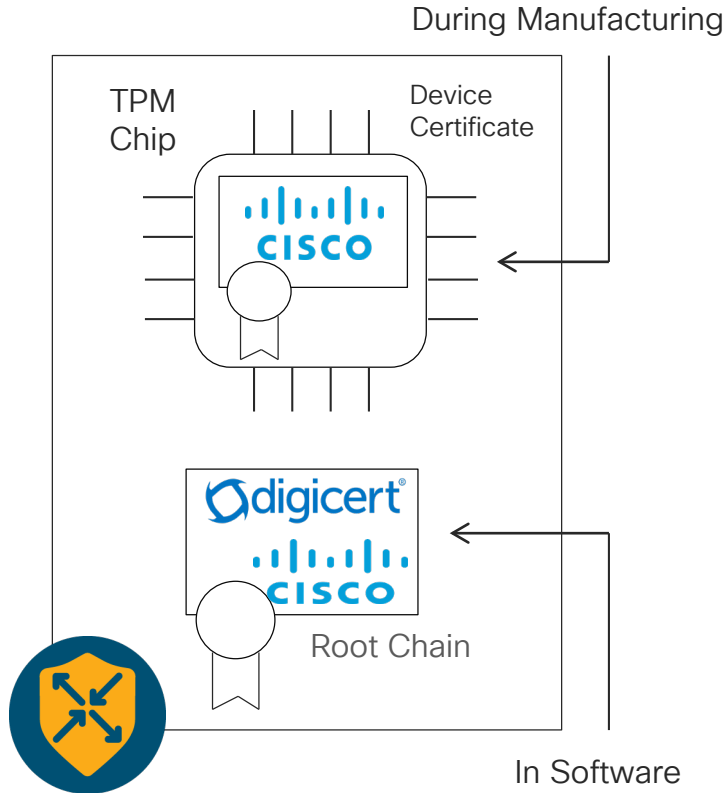 During Manufacturing
TPM
Chip
Device
Certificate
CISCO
digicert®
CISCO
Root Chain
In Software